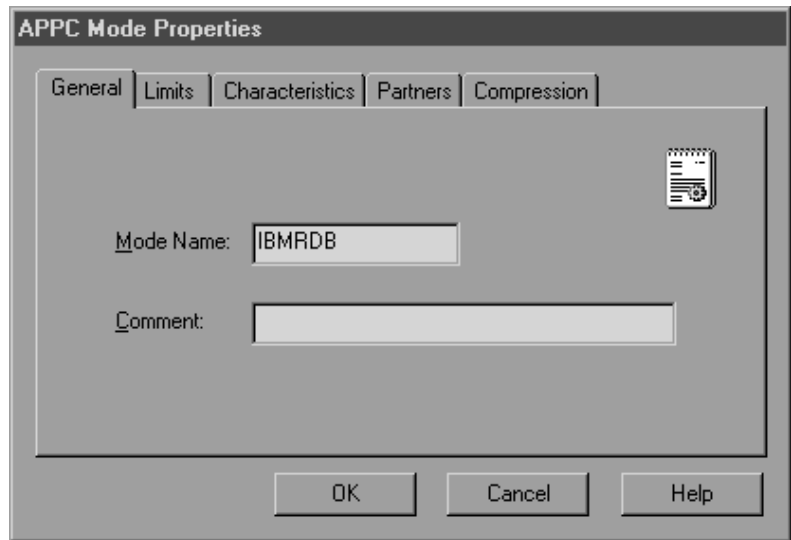 APPC Mode Properties
General Limits Characteristics Partners Compression
Mode Name: IBMRDB
Comment:
OK Cancel Help